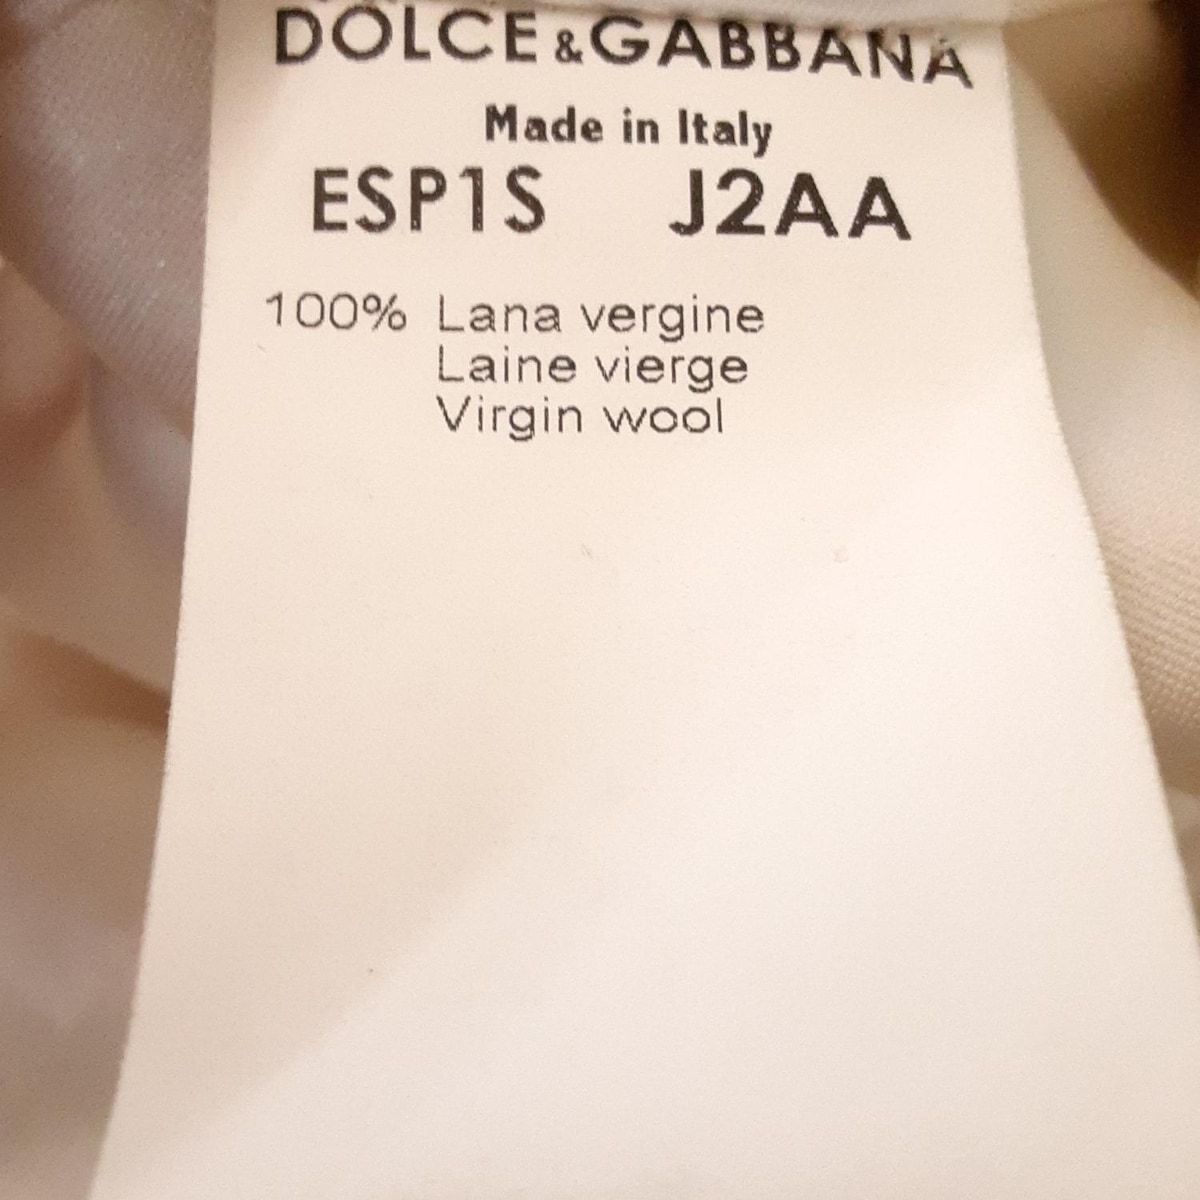 DOLCE & GABBANA
Made in Italy
ESP1S J2AA
100% Lana vergine
Laine vierge
Virgin wool